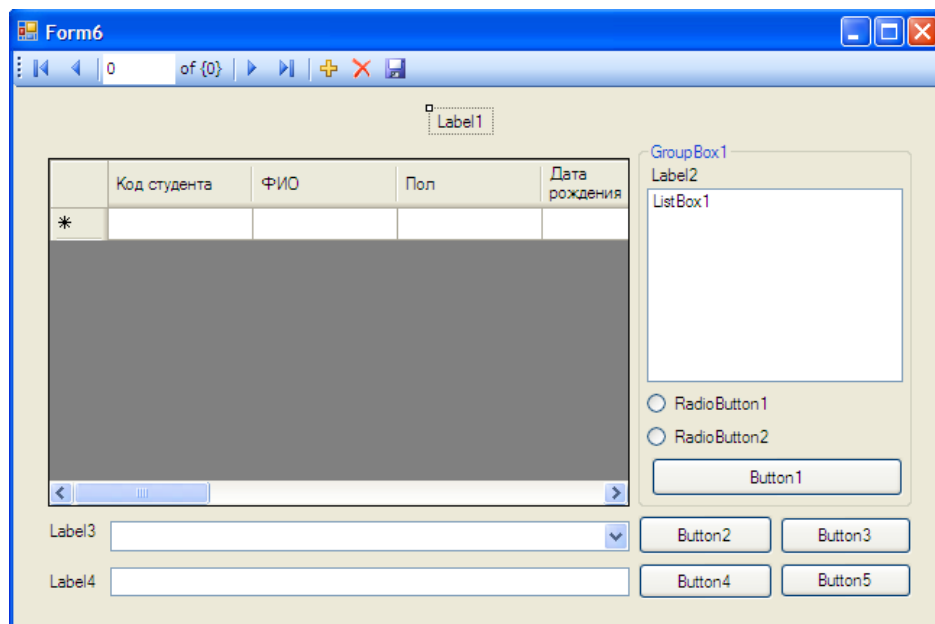 Form6
0 of {0}
Label1
Код студента ФИО Пол Дата рождения
GroupBox1
Label2
ListBox1
RadioButton1
RadioButton2
Button1
Label3
Button2 Button3
Label4
Button4 Button5